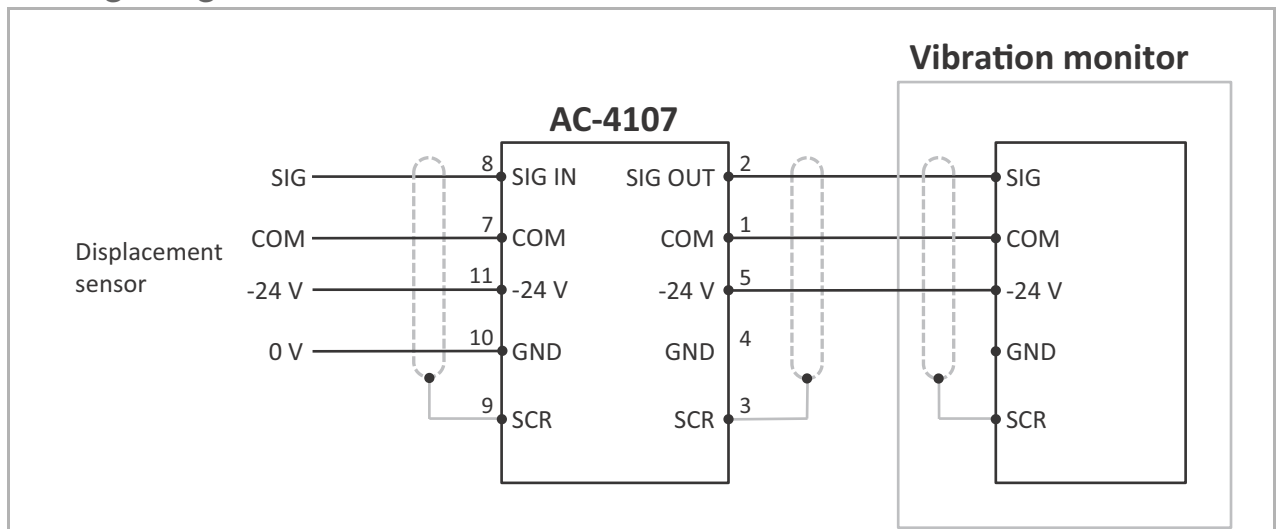 Vibration monitor
AC-4107
SIG 8 SIG IN SIG OUT 2 SIG
COM 7 COM COM 1 COM
Displacement
sensor
-24 V 11 -24 V -24 V 5 -24 V
0 V 10 GND GND 4 GND
9 SCR SCR 3 SCR